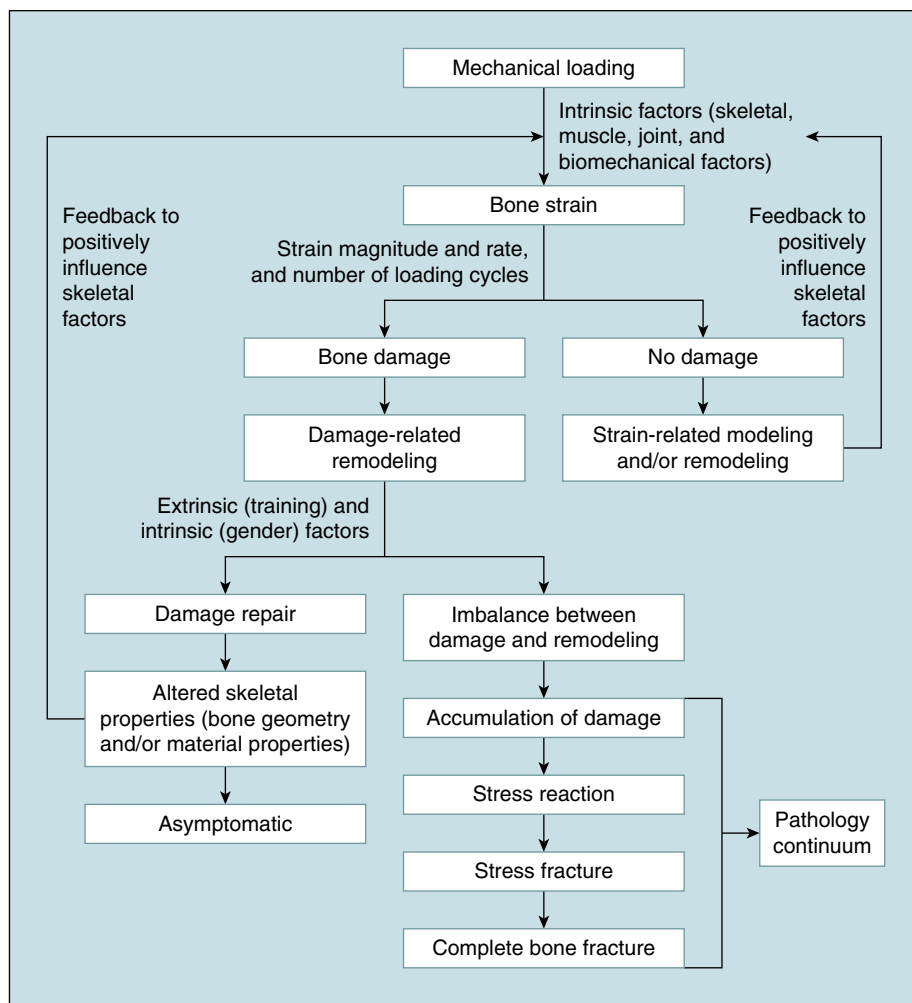 Mechanical loading
Intrinsic factors (skeletal,
muscle, joint, and
biomechanical factors)
Bone strain
Feedback to
positively
influence
skeletal
factors
Strain magnitude and rate,
and number of loading cycles
Feedback to
positively
influence
skeletal
factors
Bone damage
No damage
Damage-related
remodeling
Strain-related modeling
and/or remodeling
Extrinsic (training) and
intrinsic (gender) factors
Damage repair
Imbalance between
damage and remodeling
Altered skeletal
properties (bone geometry
and/or material properties)
Accumulation of damage
Asymptomatic
Stress reaction
Pathology
continuum
Stress fracture
Complete bone fracture